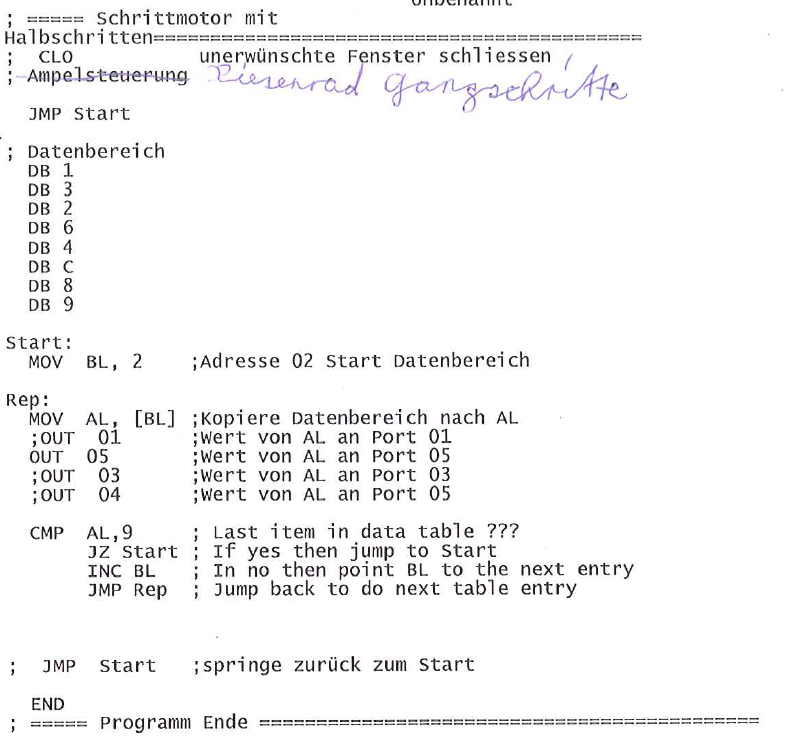 unbenannt
; ===== Schrittmotor mit
Halbschritten===========================================
;  CLO           unerwünschte Fenster schliessen
; Ampelsteuerung Riesenrad Gangschritte
JMP Start
; Datenbereich
DB 1
DB 3
DB 2
DB 6
DB 4
DB C
DB 8
DB 9
Start:
MOV  BL, 2    ;Adresse 02 Start Datenbereich
Rep:
MOV  AL, [BL] ;Kopiere Datenbereich nach AL
;OUT  01      ;Wert von AL an Port 01
OUT  05       ;Wert von AL an Port 05
;OUT  03      ;Wert von AL an Port 03
;OUT  04      ;Wert von AL an Port 05
CMP  AL,9     ; Last item in data table ???
JZ Start ; If yes then jump to Start
INC BL   ; In no then point BL to the next entry
JMP Rep  ; Jump back to do next table entry
;  JMP  Start   ;springe zurück zum Start
END
; ===== Programm Ende ===========================================